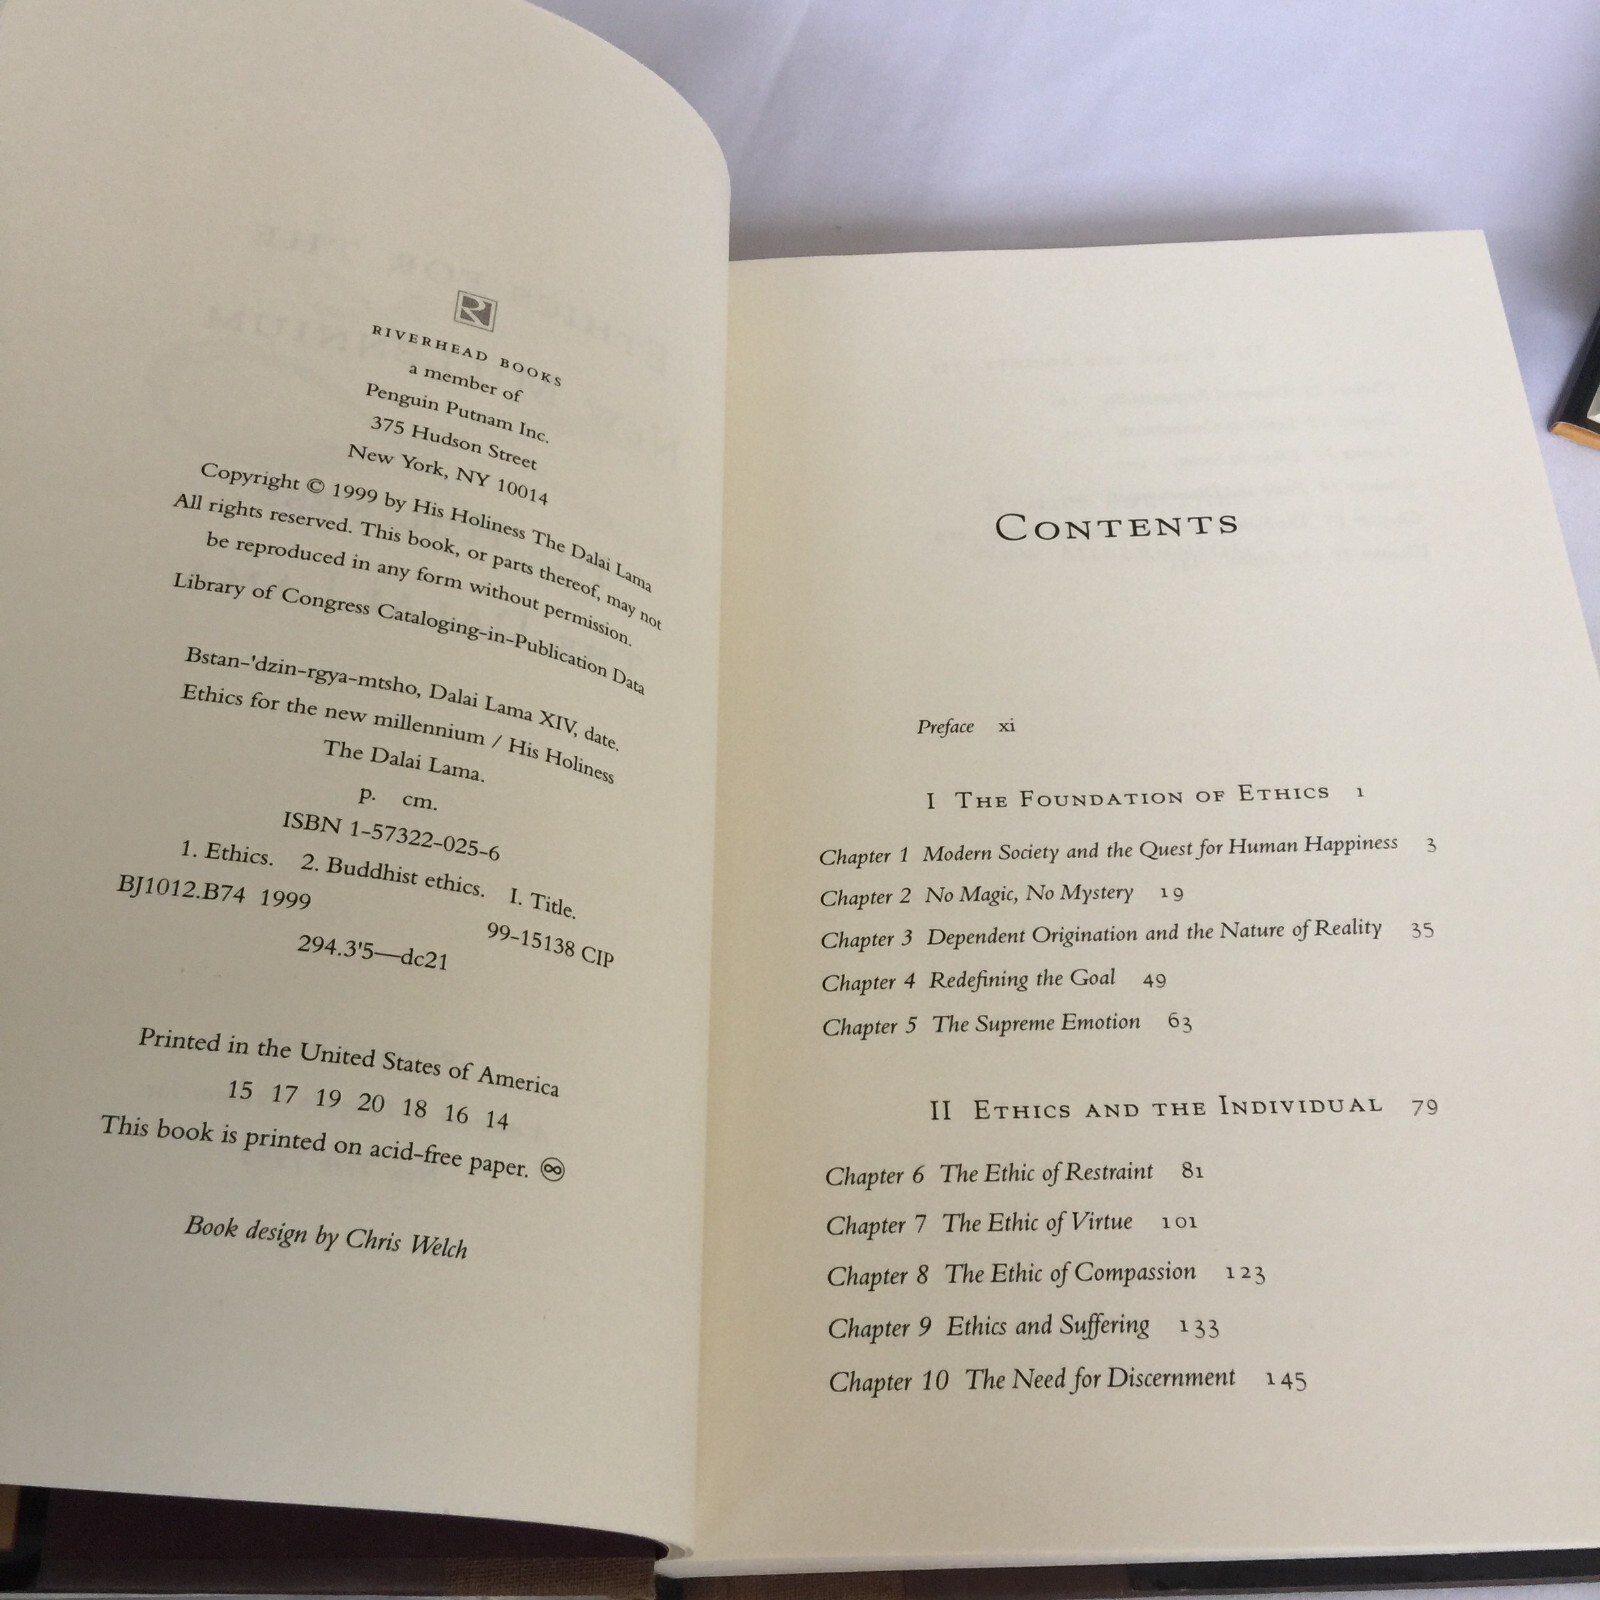 R
RIVERHEAD BOOKS
a member of
Penguin Putnam Inc.
375 Hudson Street
New York, NY 10014
Copyright © 1999 by His Holiness The Dalai Lama
All rights reserved. This book, or parts thereof, may not
be reproduced in any form without permission.
Library of Congress Cataloging-in-Publication Data
Bstan-'dzin-rgya-mtsho, Dalai Lama XIV, date.
Ethics for the new millennium / His Holiness
The Dalai Lama.
p. cm.
ISBN 1-57322-025-6
1. Ethics. 2. Buddhist ethics. I. Title.
BJ1012.B74 1999 99-15138 CIP
294.3'5—dc21
Printed in the United States of America
15 17 19 20 18 16 14
This book is printed on acid-free paper. ♾
Book design by Chris Welch
CONTENTS
Preface xi
I THE FOUNDATION OF ETHICS 1
Chapter 1 Modern Society and the Quest for Human Happiness 3
Chapter 2 No Magic, No Mystery 19
Chapter 3 Dependent Origination and the Nature of Reality 35
Chapter 4 Redefining the Goal 49
Chapter 5 The Supreme Emotion 63
II ETHICS AND THE INDIVIDUAL 79
Chapter 6 The Ethic of Restraint 81
Chapter 7 The Ethic of Virtue 101
Chapter 8 The Ethic of Compassion 123
Chapter 9 Ethics and Suffering 133
Chapter 10 The Need for Discernment 145